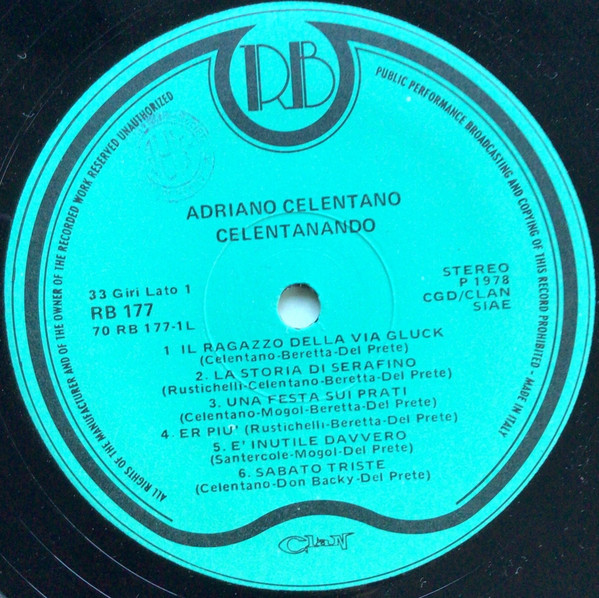 RB
ALL RIGHTS OF THE MANUFACTURER AND OF THE OWNER OF THE RECORDED WORK RESERVED UNAUTHORIZED
PUBLIC PERFORMANCE BROADCASTING AND COPYING OF THIS RECORD PROHIBITED - MADE IN ITALY
ADRIANO CELENTANO
CELENTANANDO
33 Giri Lato 1
RB 177
70 RB 177-1L
STEREO
P 1978
CGD/CLAN
SIAE
1 IL RAGAZZO DELLA VIA GLUCK
(Celentano-Beretta-Del Prete)
2. LA STORIA DI SERAFINO
(Rustichelli-Celentano-Beretta-Del Prete)
3. UNA FESTA SUI PRATI
(Celentano-Mogol-Beretta-Del Prete)
4. ER PIU' (Rustichelli-Beretta-Del Prete)
5. E' INUTILE DAVVERO
(Santercole-Mogol-Del Prete)
6. SABATO TRISTE
(Celentano-Don Backy-Del Prete)
Clan